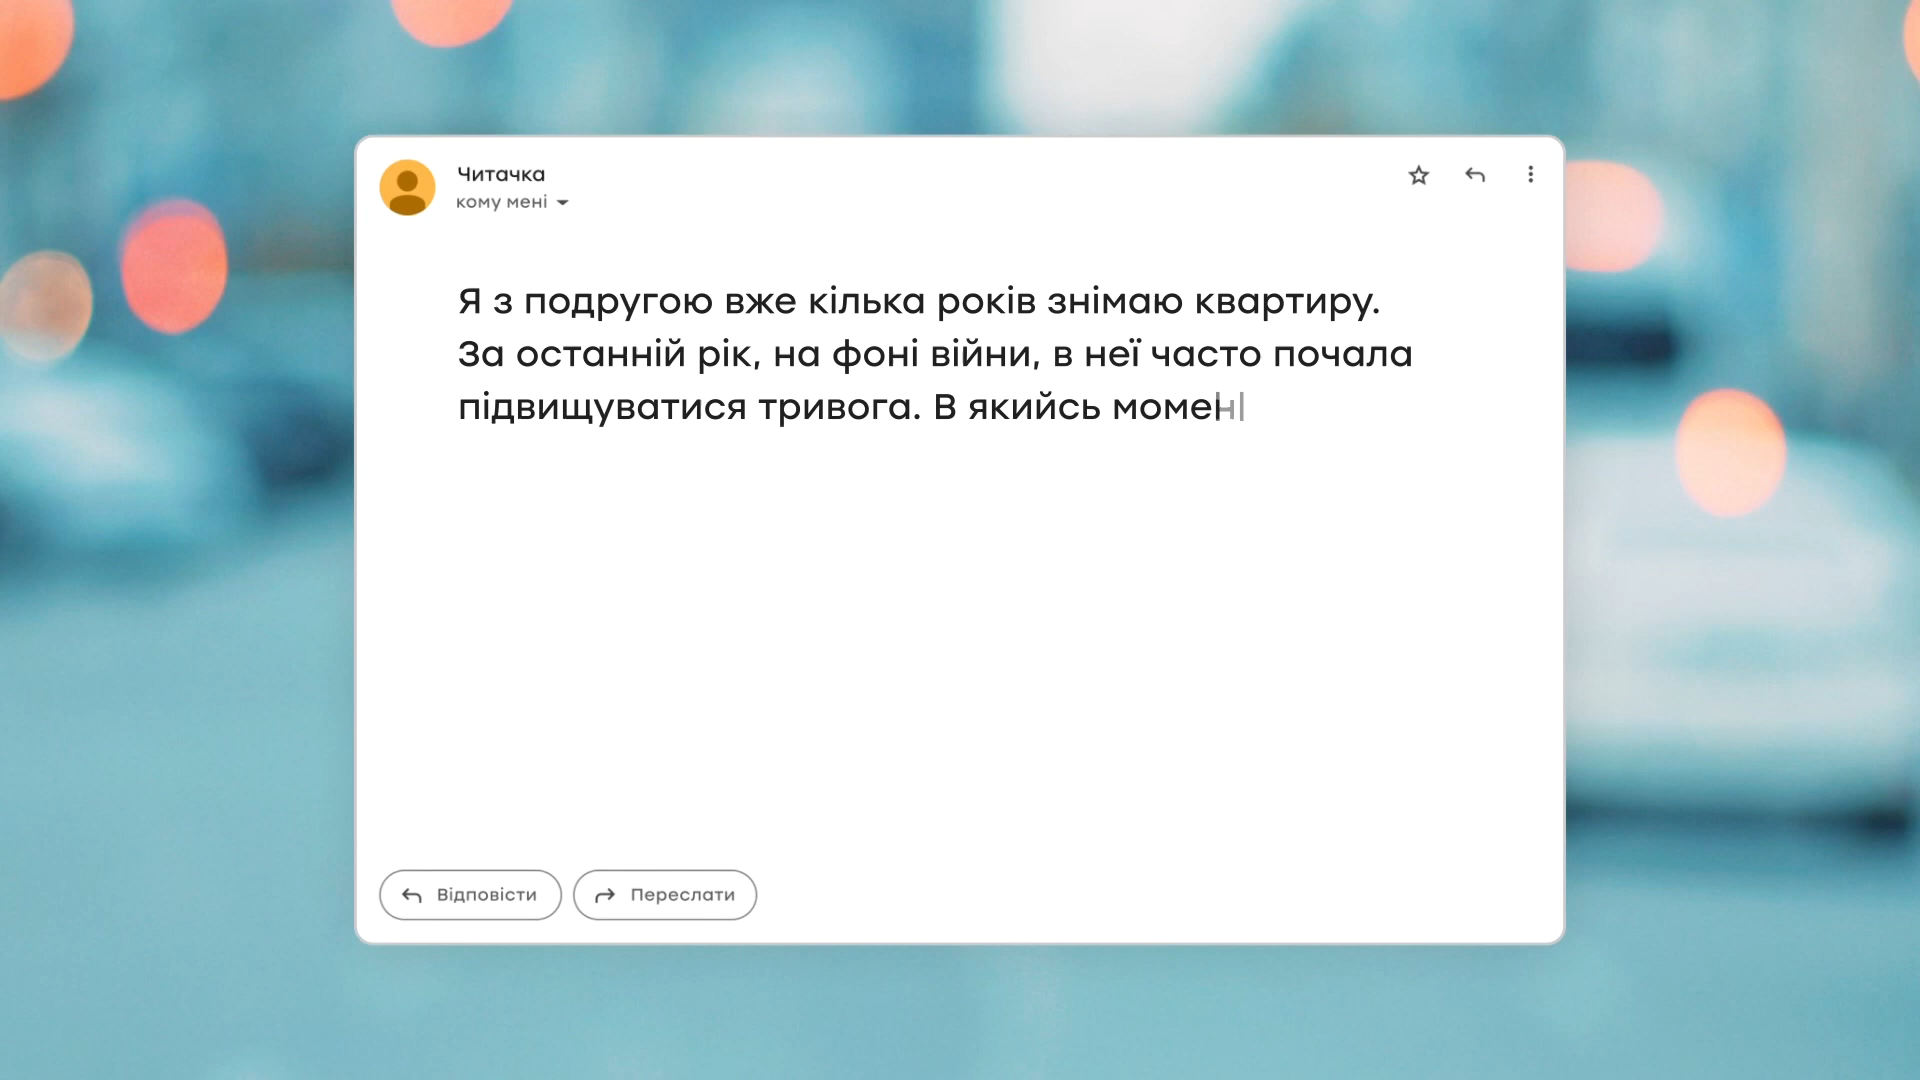 Читачка
кому мені
Я з подругою вже кілька років знімаю квартиру.
За останній рік, на фоні війни, в неї часто почала
підвищуватися тривога. В якийсь момен
Відповісти
Переслати